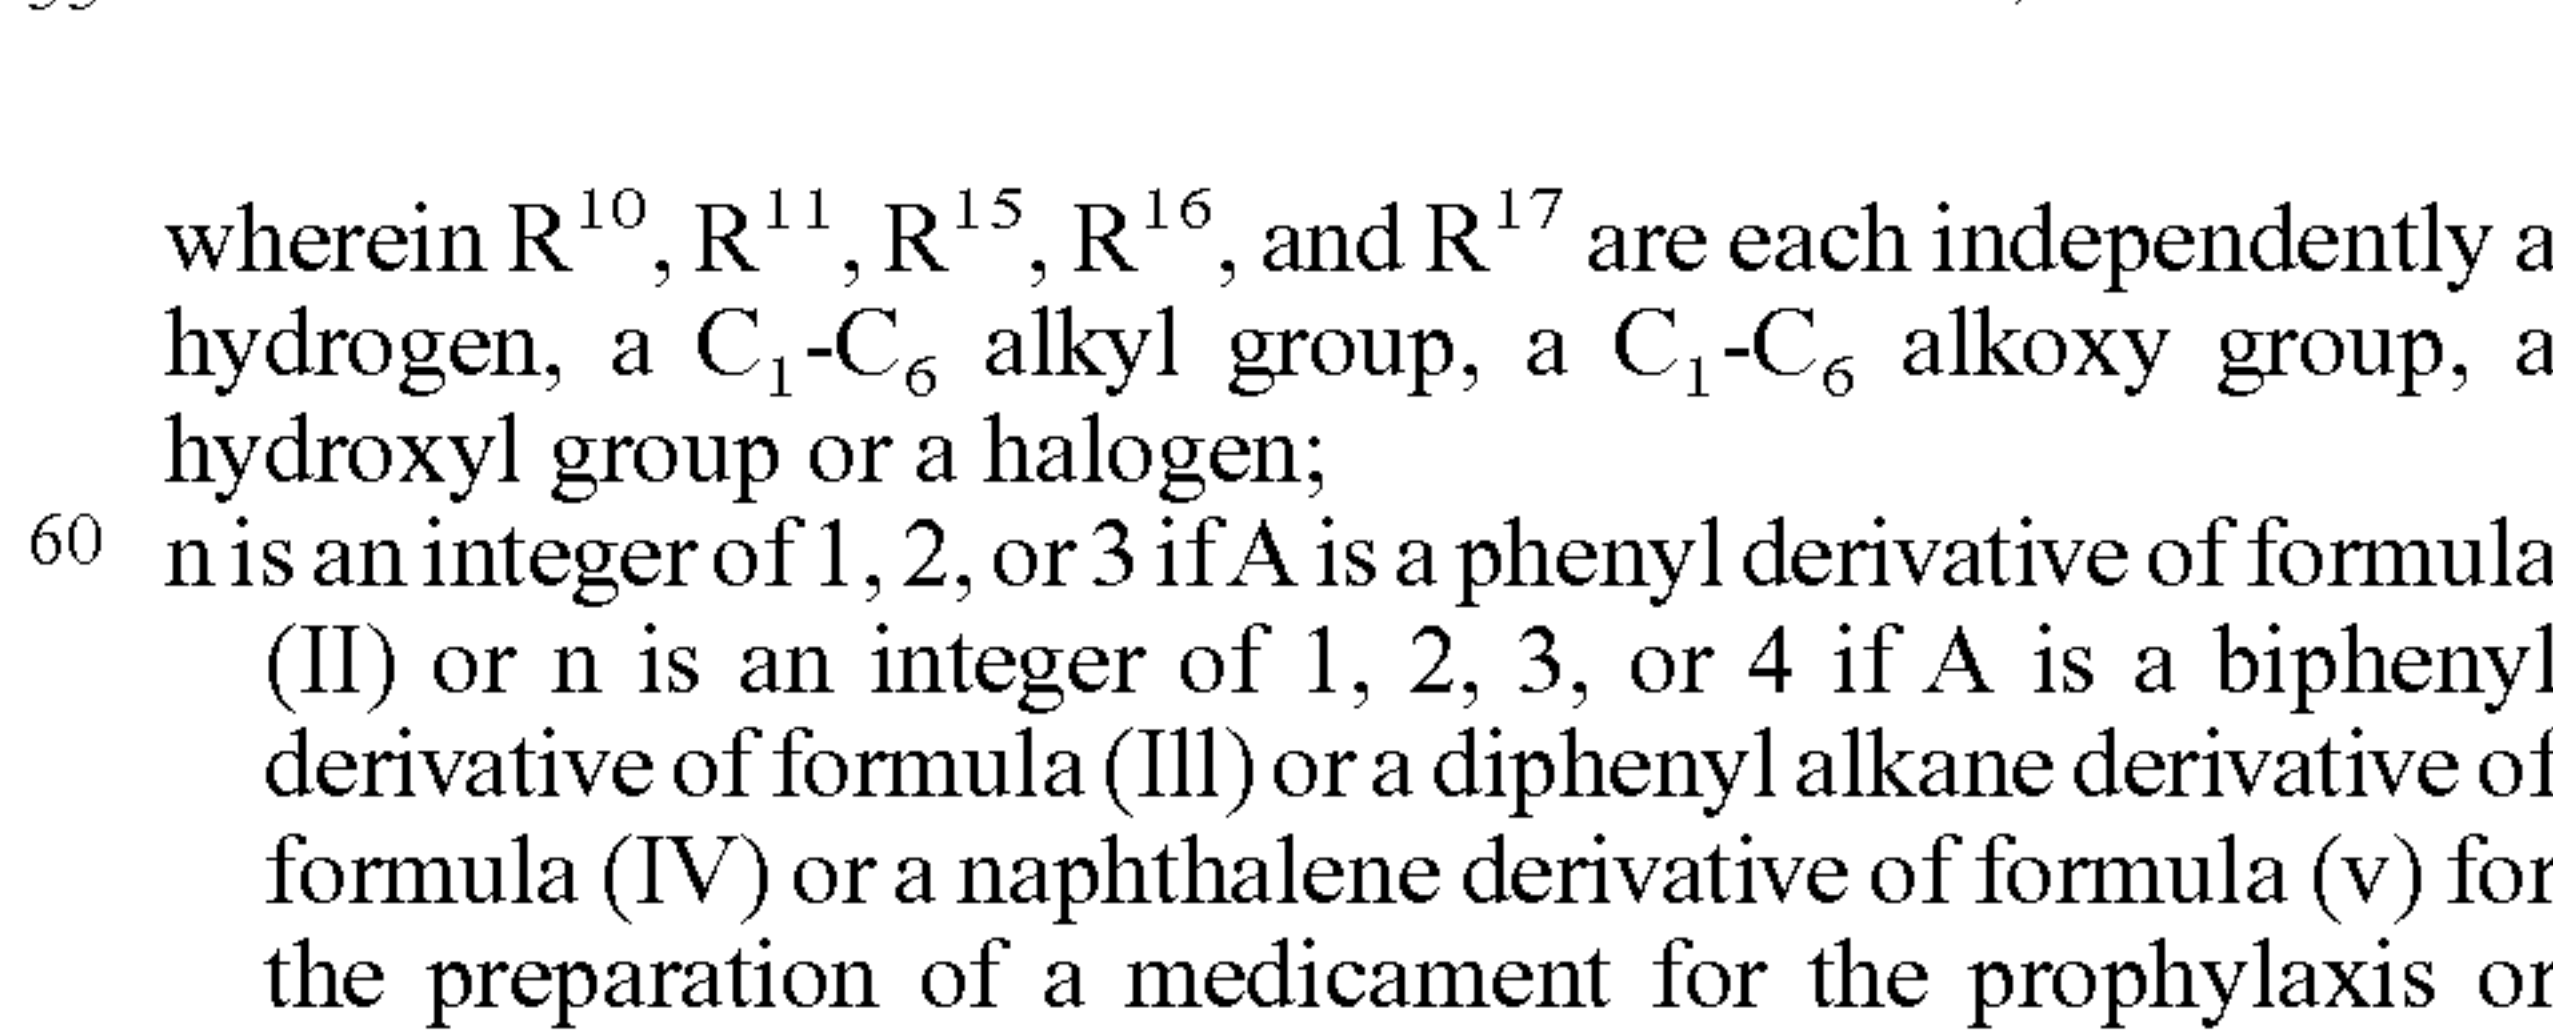 wherein R¹⁰, R¹¹, R¹⁵, R¹⁶, and R¹⁷ are each independently a
hydrogen, a C₁-C₆ alkyl group, a C₁-C₆ alkoxy group, a
hydroxyl group or a halogen;
60 n is an integer of 1, 2, or 3 if A is a phenyl derivative of formula
(II) or n is an integer of 1, 2, 3, or 4 if A is a biphenyl
derivative of formula (Ill) or a diphenyl alkane derivative of
formula (IV) or a naphthalene derivative of formula (v) for
the preparation of a medicament for the prophylaxis or